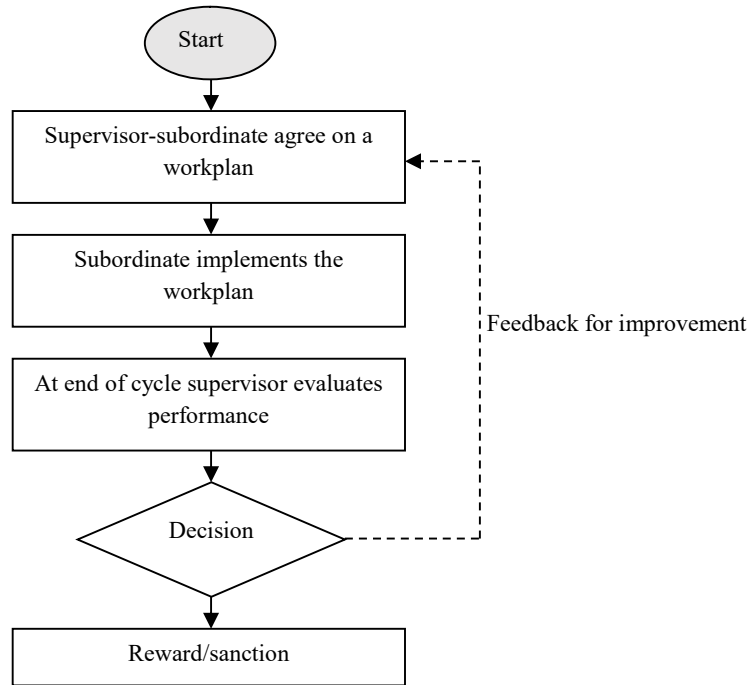 Start
Supervisor-subordinate agree on a
workplan
Subordinate implements the
workplan
Feedback for improvement
At end of cycle supervisor evaluates
performance
Decision
Reward/sanction